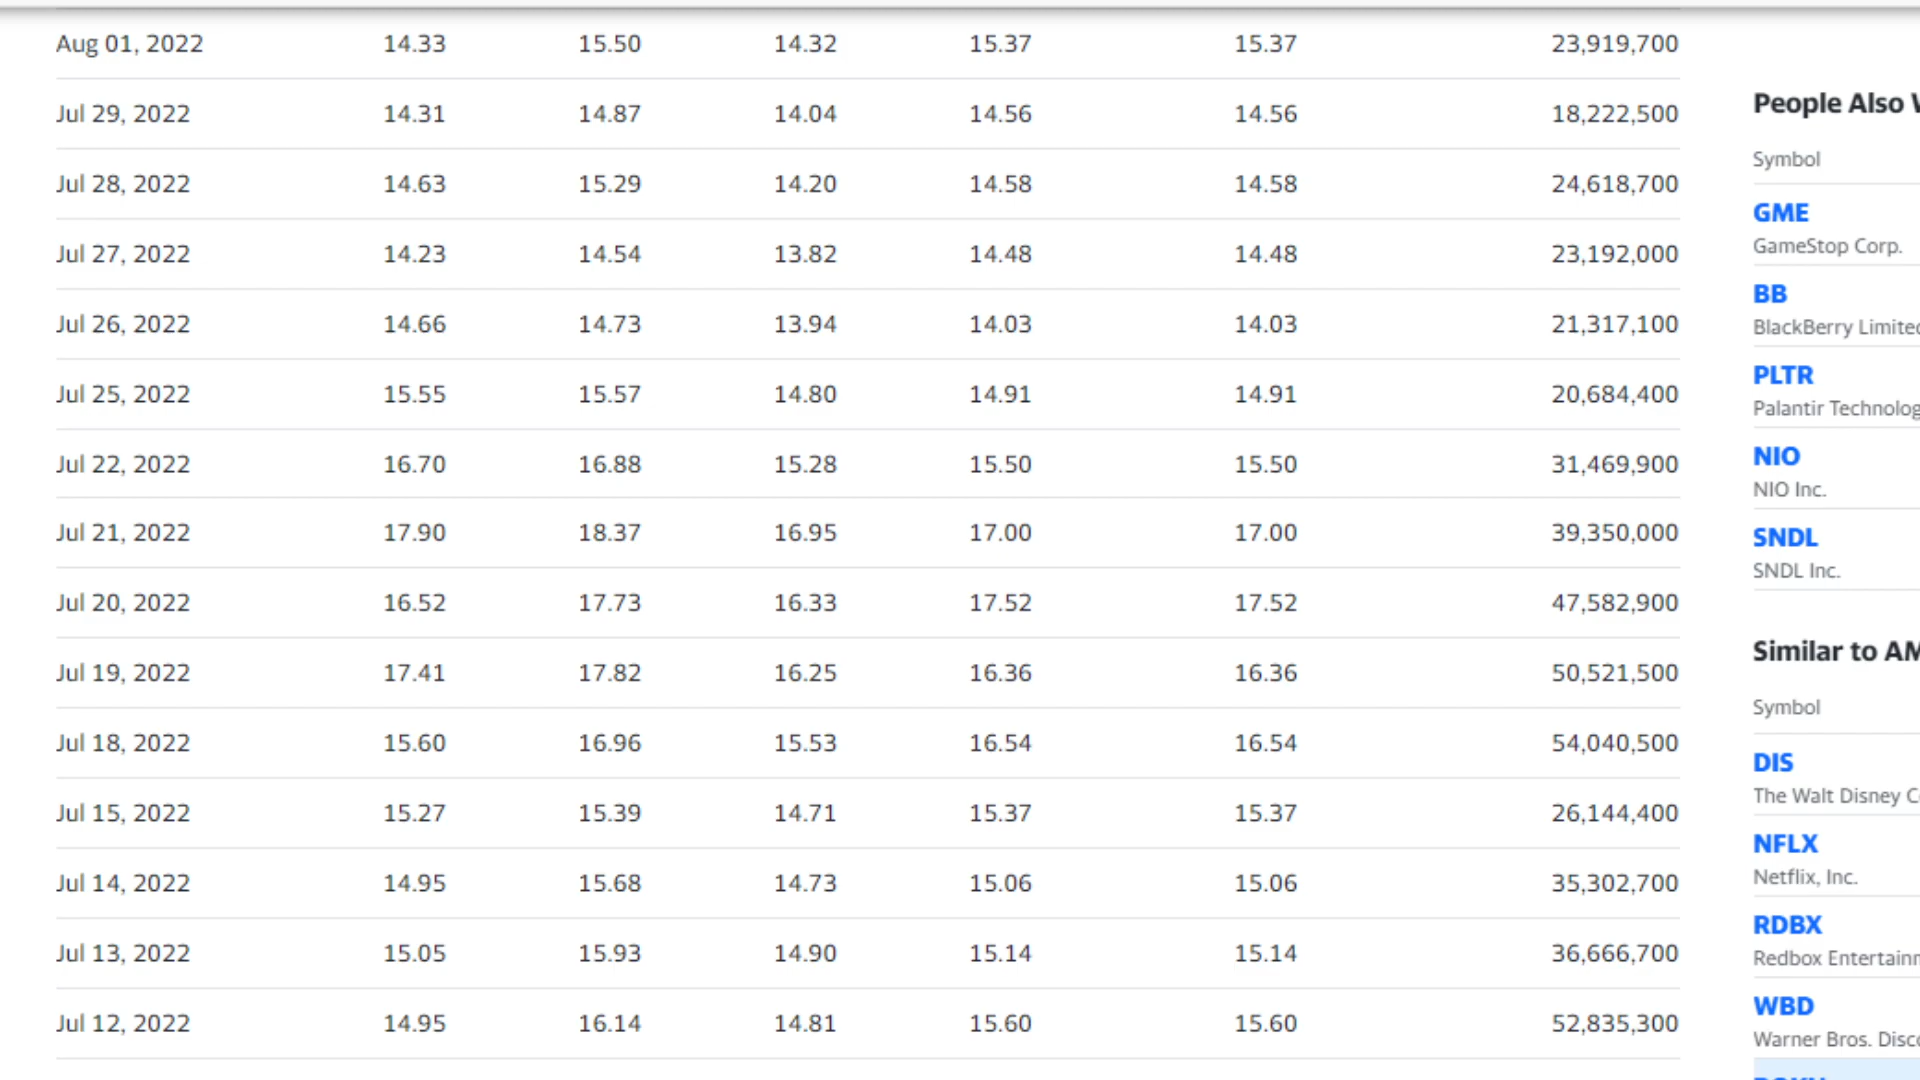 Aug 01, 2022 14.33 15.50 14.32 15.37 15.37 23,919,700
Jul 29, 2022 14.31 14.87 14.04 14.56 14.56 18,222,500
Jul 28, 2022 14.63 15.29 14.20 14.58 14.58 24,618,700
Jul 27, 2022 14.23 14.54 13.82 14.48 14.48 23,192,000
Jul 26, 2022 14.66 14.73 13.94 14.03 14.03 21,317,100
Jul 25, 2022 15.55 15.57 14.80 14.91 14.91 20,684,400
Jul 22, 2022 16.70 16.88 15.28 15.50 15.50 31,469,900
Jul 21, 2022 17.90 18.37 16.95 17.00 17.00 39,350,000
Jul 20, 2022 16.52 17.73 16.33 17.52 17.52 47,582,900
Jul 19, 2022 17.41 17.82 16.25 16.36 16.36 50,521,500
Jul 18, 2022 15.60 16.96 15.53 16.54 16.54 54,040,500
Jul 15, 2022 15.27 15.39 14.71 15.37 15.37 26,144,400
Jul 14, 2022 14.95 15.68 14.73 15.06 15.06 35,302,700
Jul 13, 2022 15.05 15.93 14.90 15.14 15.14 36,666,700
Jul 12, 2022 14.95 16.14 14.81 15.60 15.60 52,835,300
People Also
Symbol
GME
GameStop Corp.
BB
BlackBerry Limite
PLTR
Palantir Technolog
NIO
NIO Inc.
SNDL
SNDL Inc.
Similar to AM
Symbol
DIS
The Walt Disney C
NFLX
Netflix, Inc.
RDBX
Redbox Entertain
WBD
Warner Bros. Disc